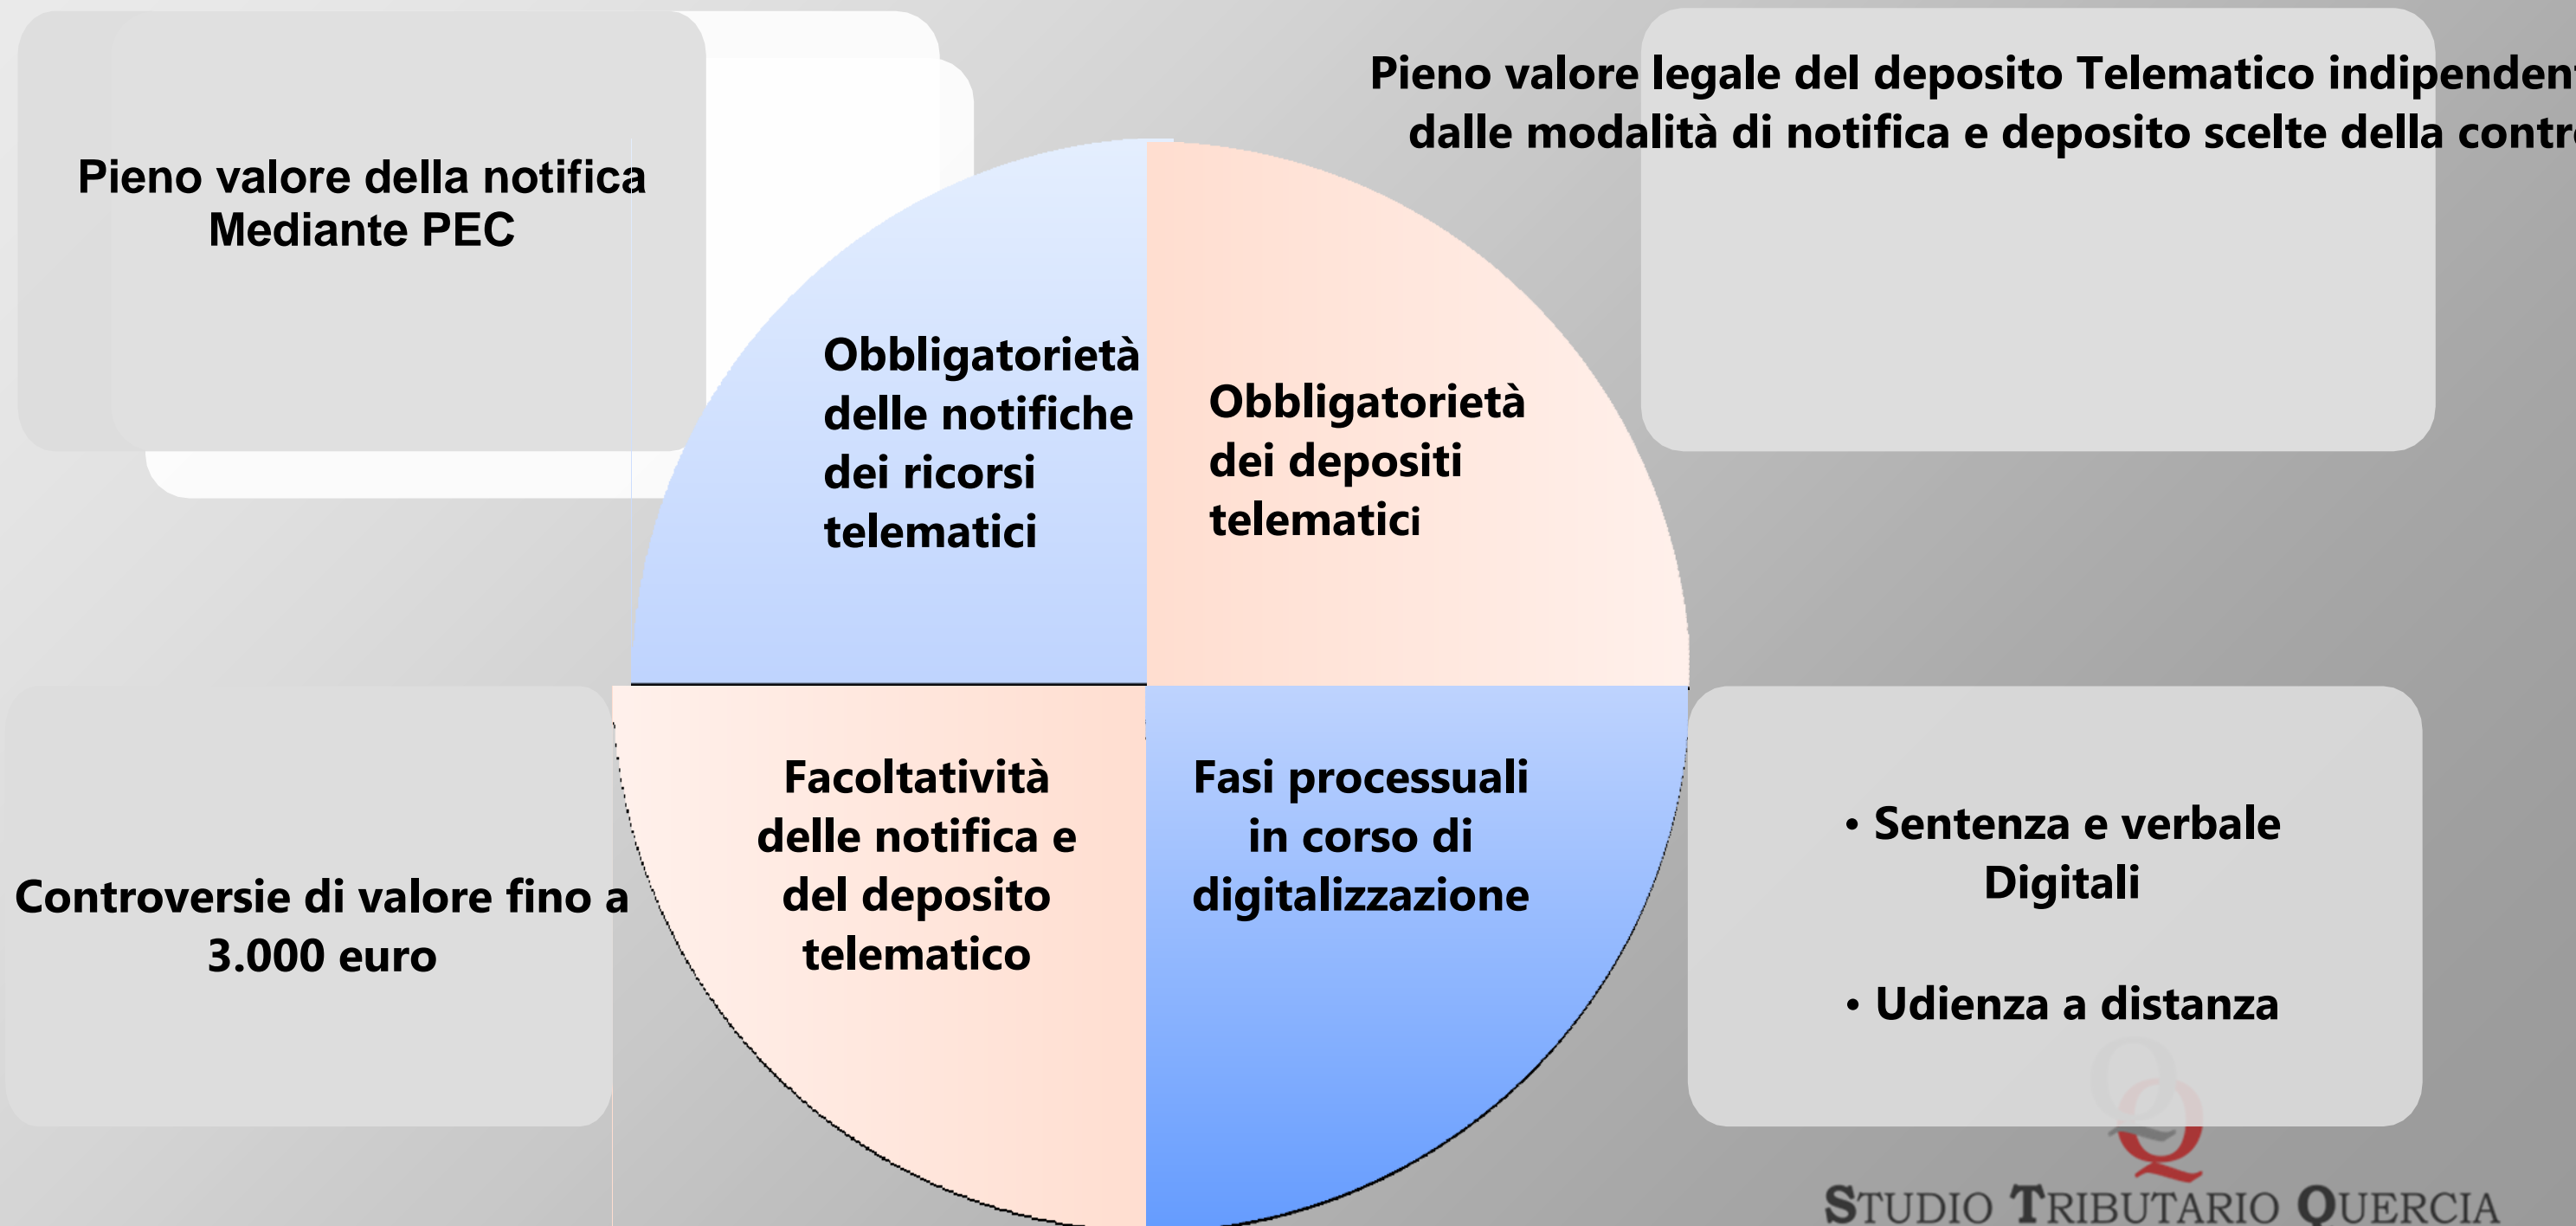 Pieno valore della notifica
Mediante PEC
Pieno valore legale del deposito Telematico
dalle modalità di notifica e deposito scelte della
Obbligatorietà
delle notifiche
dei ricorsi
telematici
Obbligatorietà
dei depositi
telematici
Controversie di valore fino a
3.000 euro
Facoltatività
delle notifica e
del deposito
telematico
Fasi processuali
in corso di
digitalizzazione
• Sentenza e verbale
Digitali
• Udienza a distanza
STUDIO TRIBUTARIO QUERCIA